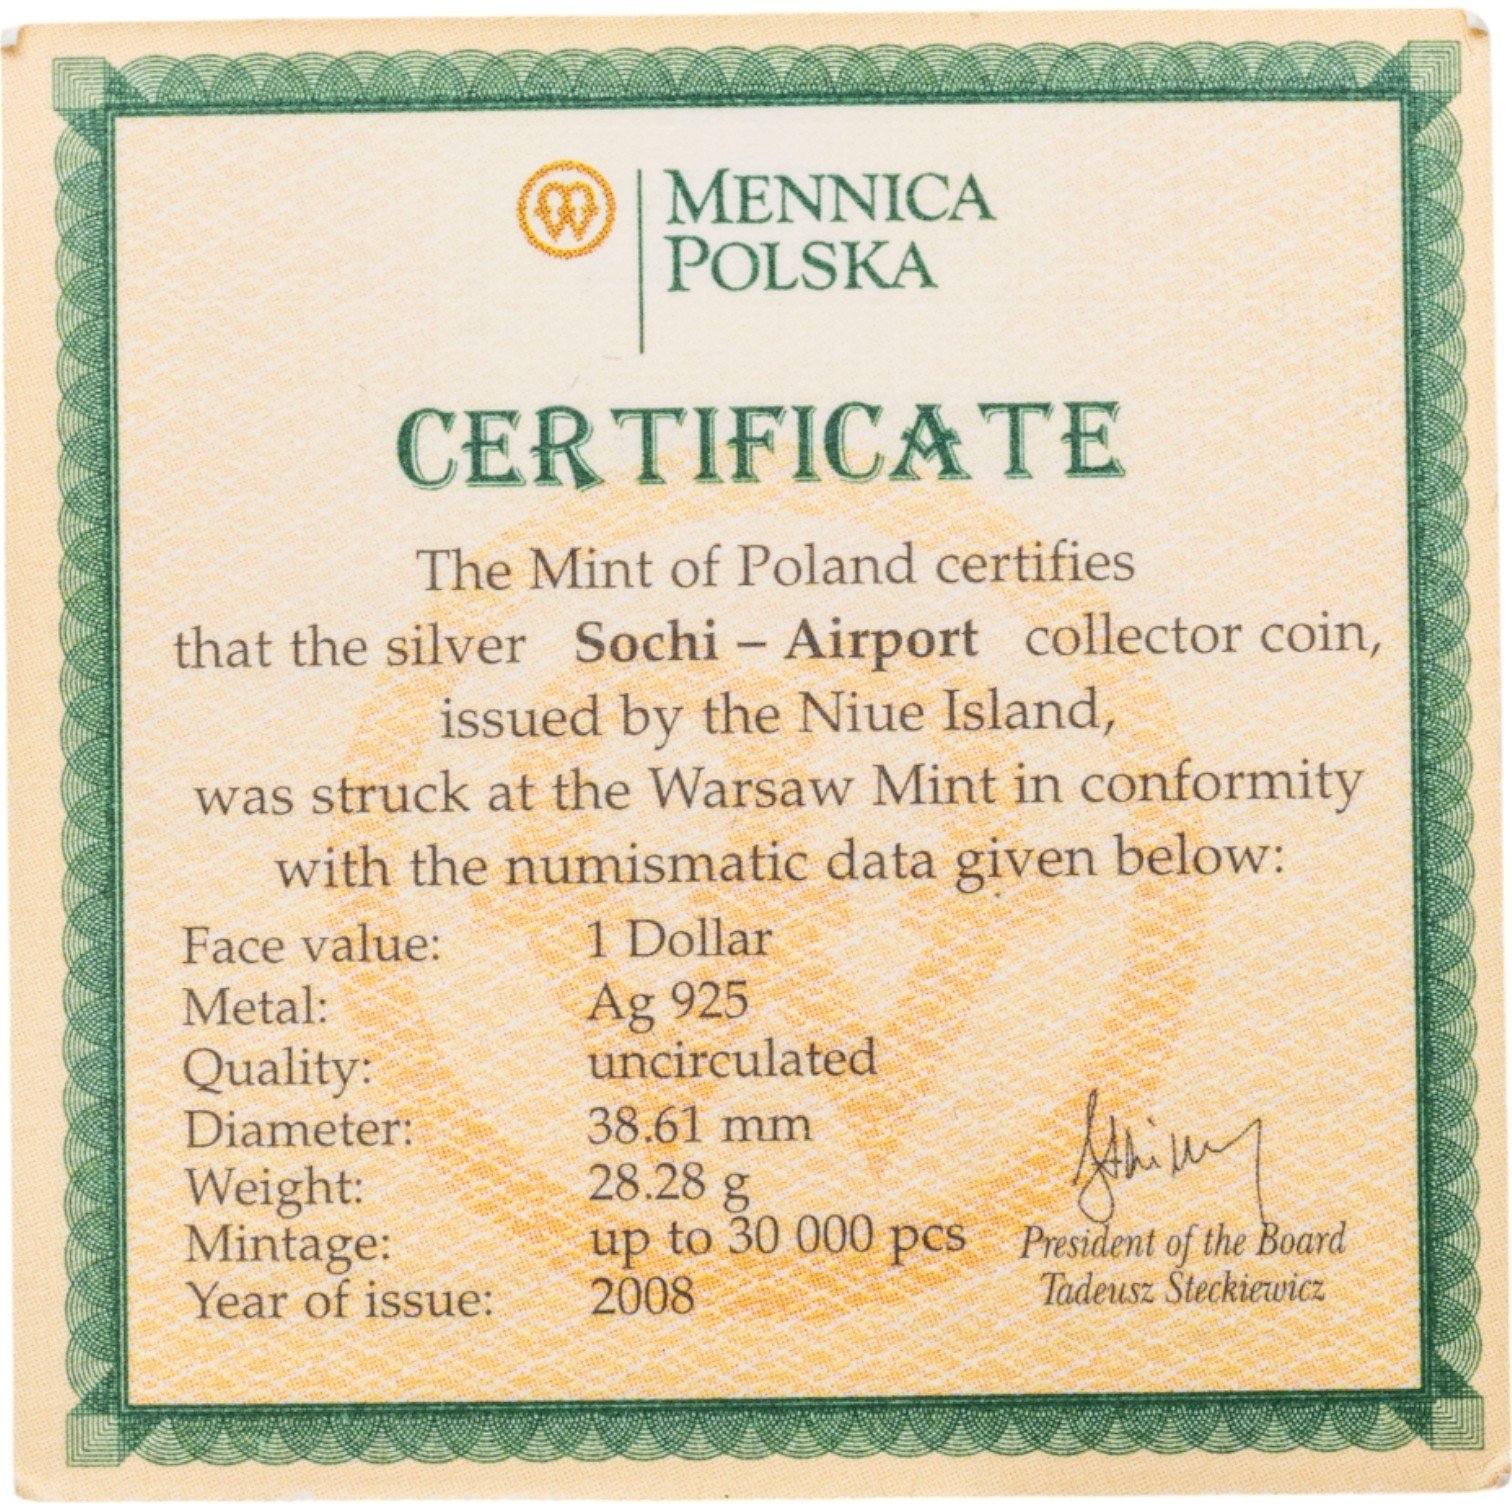 MENNICA
POLSKA
CERTIFICATE
The Mint of Poland certifies
that the silver Sochi – Airport collector coin,
issued by the Niue Island,
was struck at the Warsaw Mint in conformity
with the numismatic data given below:
Face value: 1 Dollar
Metal: Ag 925
Quality: uncirculated
Diameter: 38.61 mm
Weight: 28.28 g
Mintage: up to 30 000 pcs
Year of issue: 2008
President of the Board
Tadeusz Steckiewicz